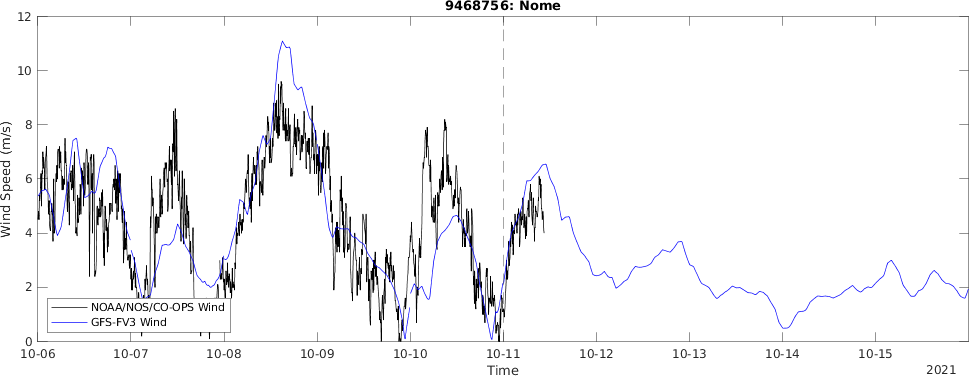 9468756: Nome
12
10
8
6
4
2
0
Wind Speed (m/s)
NOAA/NOS/CO-OPS Wind
GFS-FV3 Wind
10-06 10-07 10-08 10-09 10-10 10-11 10-12 10-13 10-14 10-15
Time
2021